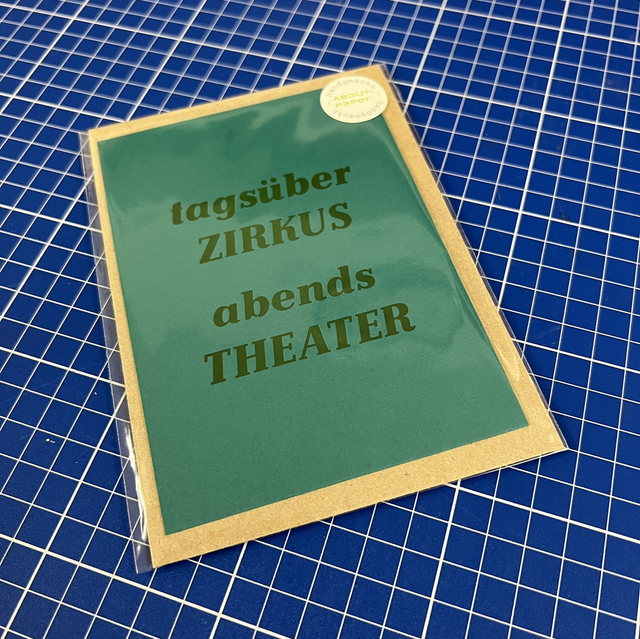 tagsüber
ZIRKUS
abends
THEATER
ABOUT
Paper